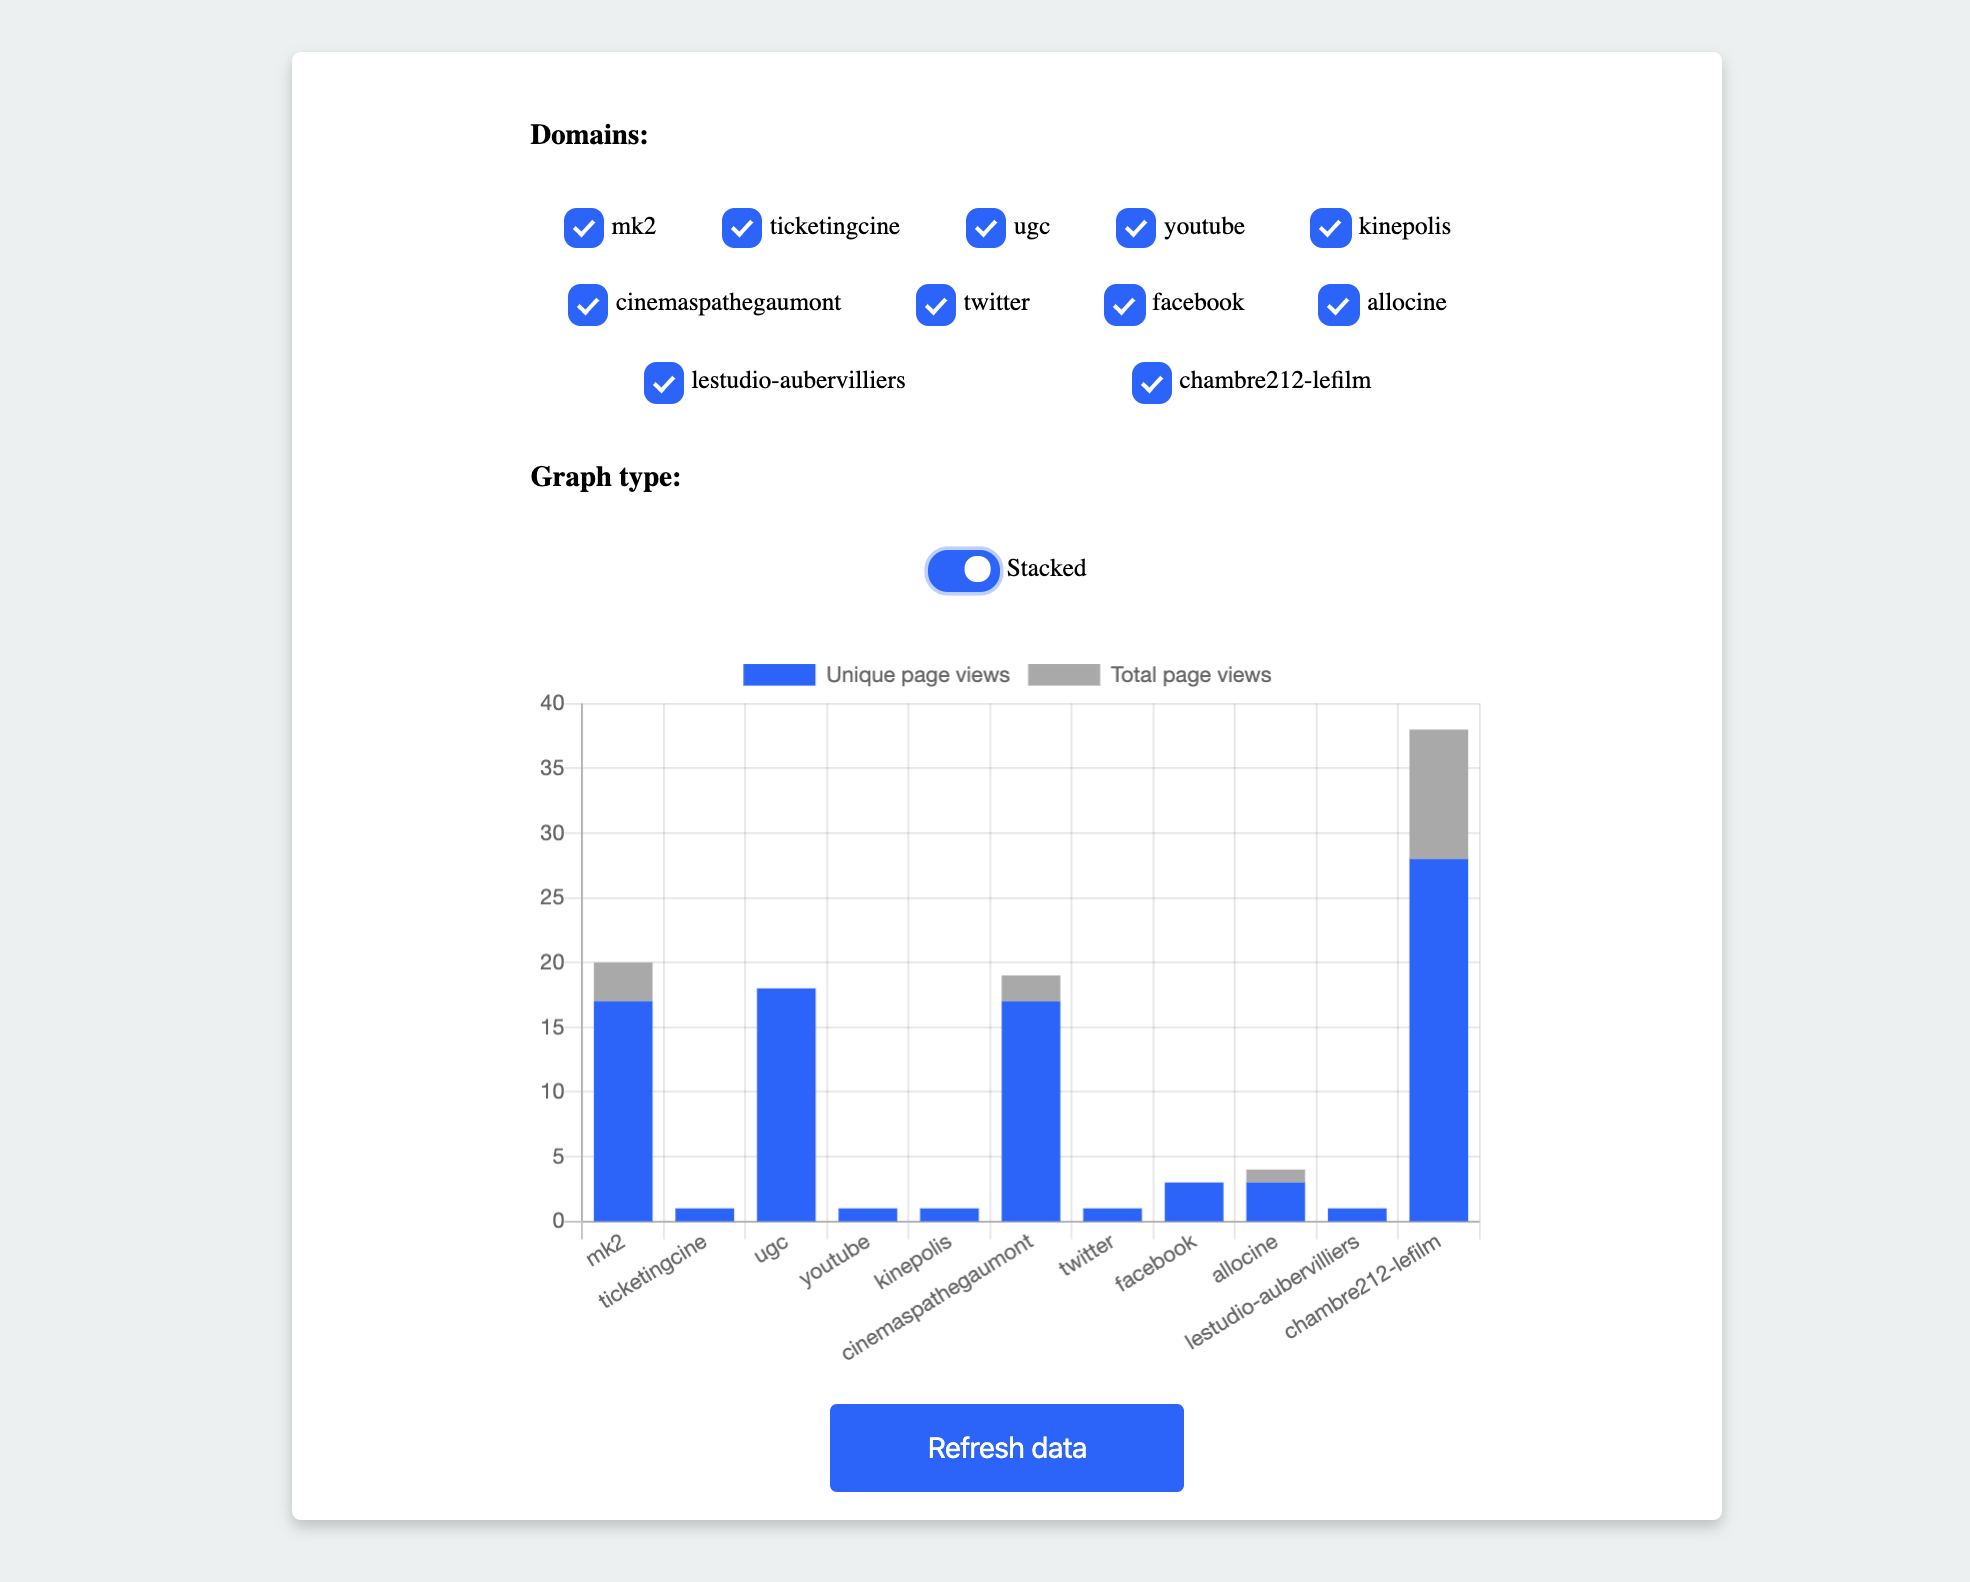 Domains:
mk2 ticketingcine ugc youtube kinepolis
cinemaspathegaumont twitter facebook allocine
lestudio-aubervilliers chambre212-lefilm
Graph type:
Stacked
Unique page views Total page views
40
35
30
25
20
15
10
5
0
mk2 ticketingcine ugc youtube kinepolis cinemaspathegaumont twitter facebook allocine lestudio-aubervilliers chambre212-lefilm
Refresh data